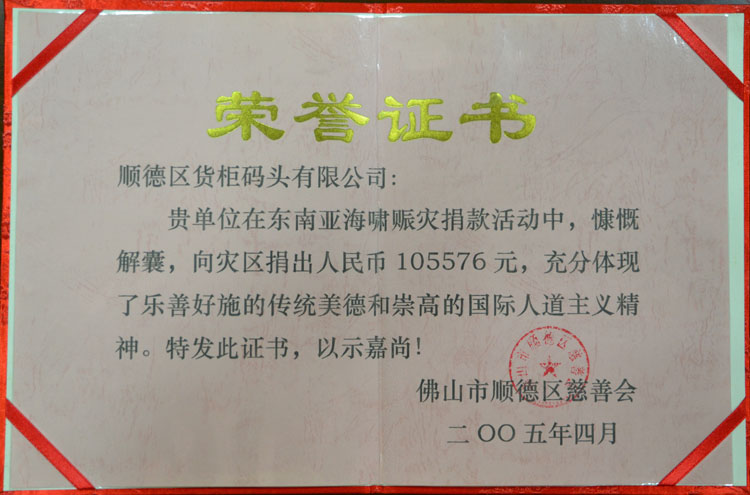 荣誉证书
顺德区货柜码头有限公司:
贵单位在东南亚海啸赈灾捐款活动中,慷慨
解囊,向灾区捐出人民币 105576 元,充分体现
了乐善好施的传统美德和崇高的国际人道主义精
神。特发此证书,以示嘉尚!
佛山市顺德区慈善会
二OO五年四月